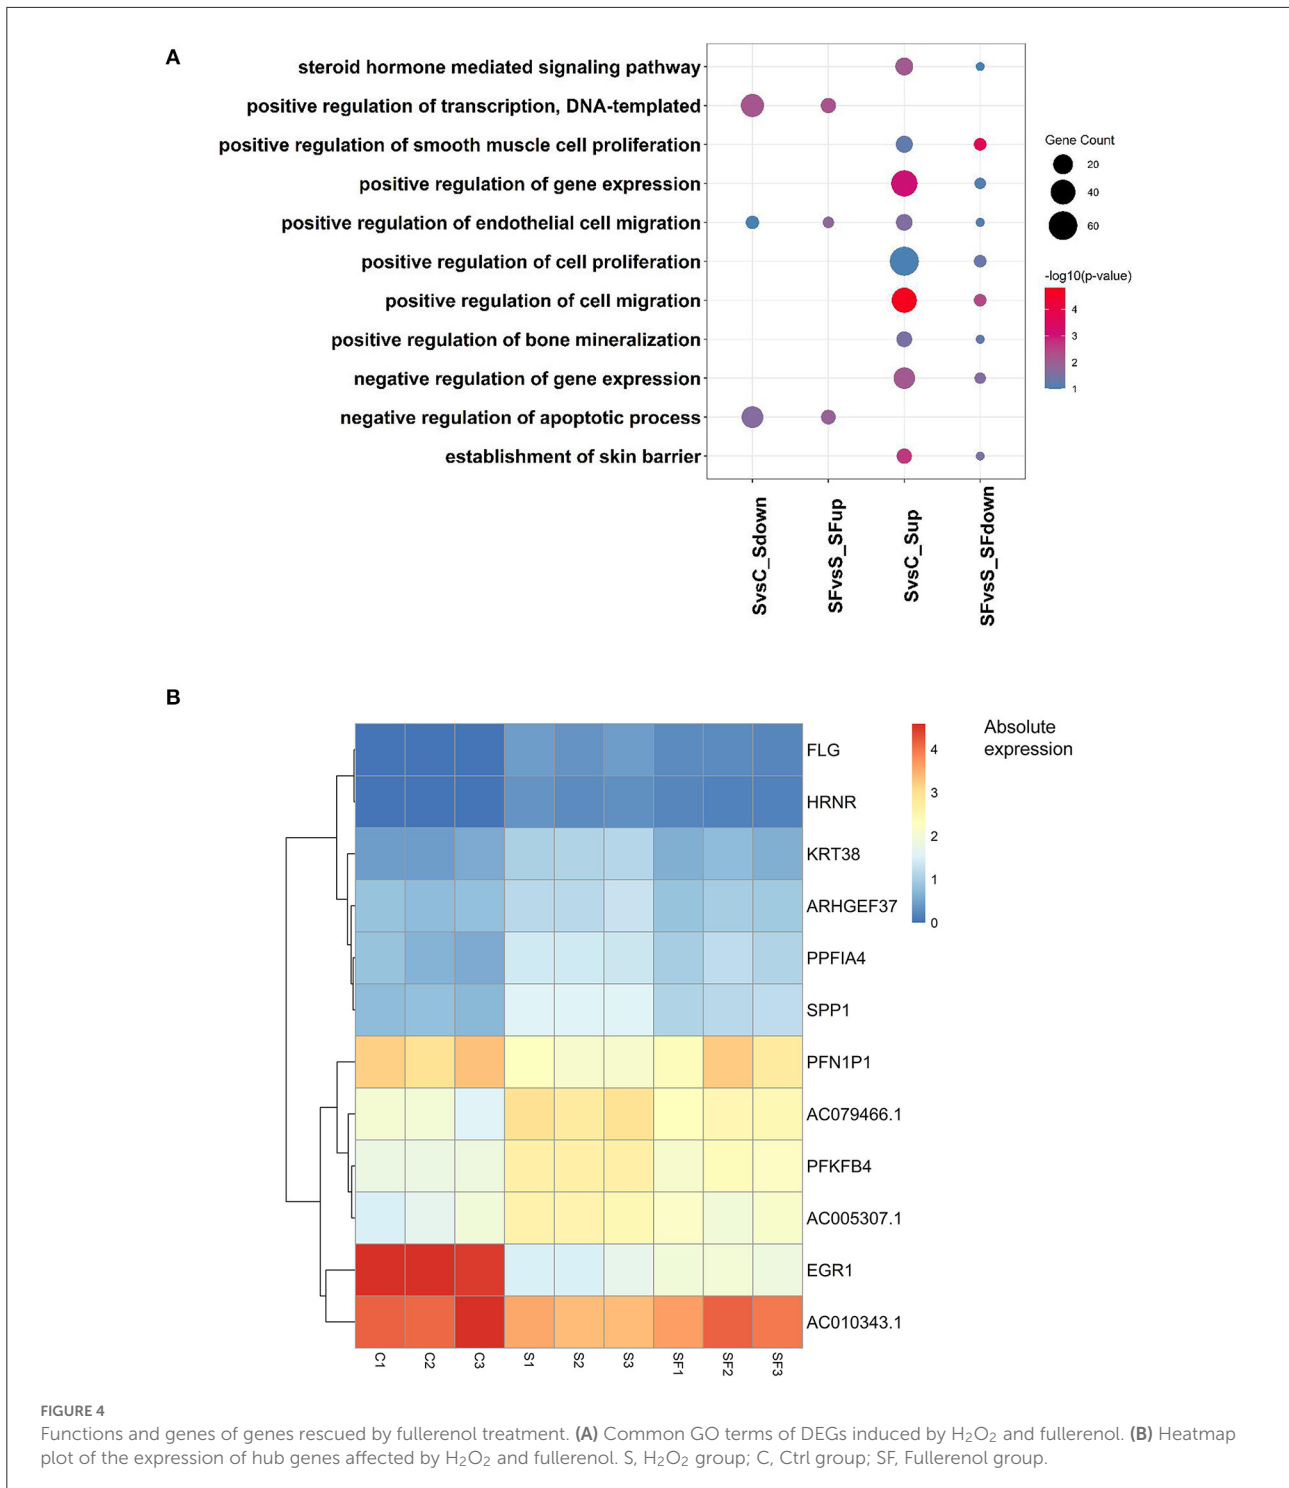 A
steroid hormone mediated signaling pathway
positive regulation of transcription, DNA-templated
positive regulation of smooth muscle cell proliferation
positive regulation of gene expression
positive regulation of endothelial cell migration
positive regulation of cell proliferation
positive regulation of cell migration
positive regulation of bone mineralization
negative regulation of gene expression
negative regulation of apoptotic process
establishment of skin barrier
SvsC_Sdown
SFvsS_SFup
SvsC_Sup
SFvsS_SFdown
Gene Count
20
40
60
-log10(p-value)
4
3
2
1
B
FLG
HRNR
KRT38
ARHGEF37
PPFIA4
SPP1
PFN1P1
AC079466.1
PFKFB4
AC005307.1
EGR1
AC010343.1
C1
C2
C3
S1
S2
S3
SF1
SF2
SF3
4
3
2
1
0
Absolute
expression
FIGURE 4
Functions and genes of genes rescued by fullerenol treatment. (A) Common GO terms of DEGs induced by H₂O₂ and fullerenol. (B) Heatmap
plot of the expression of hub genes affected by H₂O₂ and fullerenol. S, H₂O₂ group; C, Ctrl group; SF, Fullerenol group.